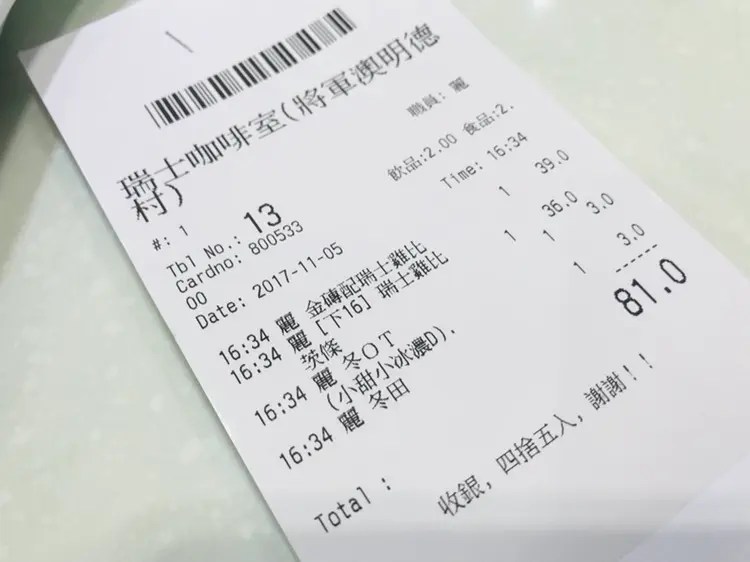 瑞士咖啡室(將軍澳明德
村)
#: 1 職員: 麗
Tbl No.: 13 飲品:2.00 食品:2.
Cardno: 800533
00
Date: 2017-11-05 Time: 16:34
16:34 麗 金磚配瑞士雞比 1 39.0
16:34 麗 [下16] 瑞士雞比 1 36.0
茨條
16:34 麗 冬OT 1 3.0
(小甜小冰濃D).
16:34 麗 冬田 1 3.0
------
Total : 81.0
收銀, 四捨五入, 謝謝!!